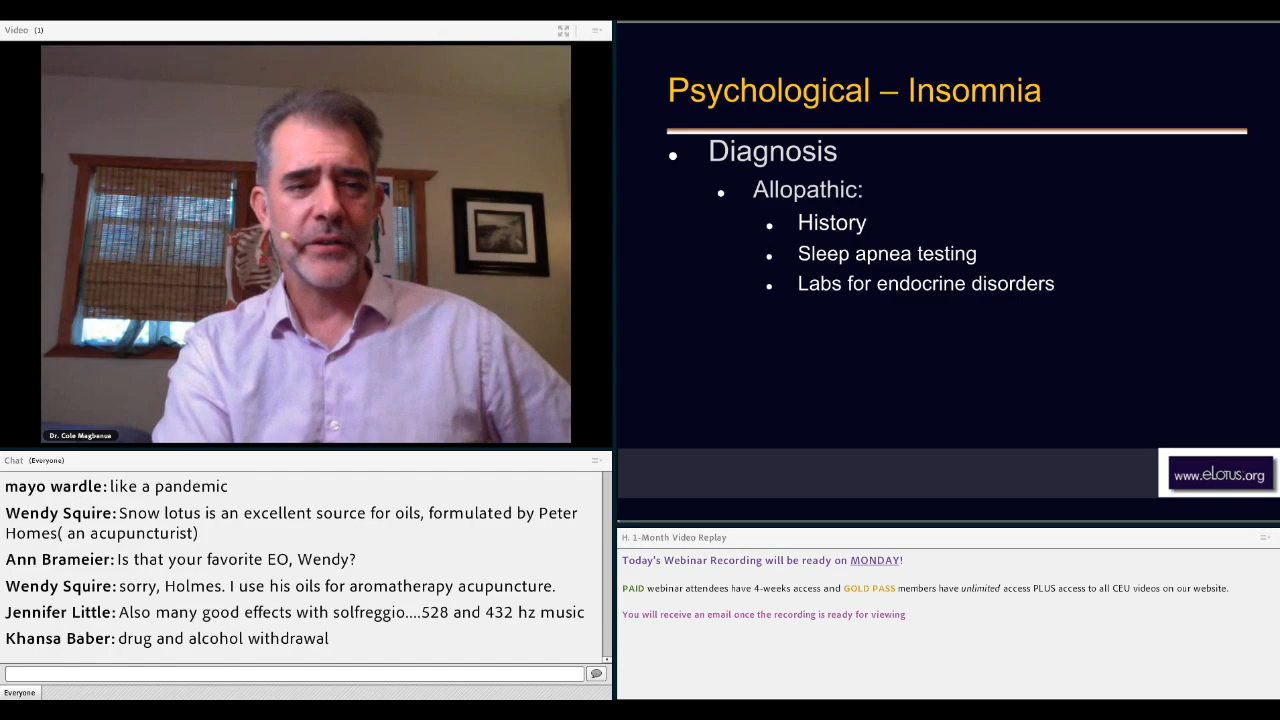 Video (1)
Dr. Cole Magbanua
Psychological – Insomnia
Diagnosis
Allopathic:
History
Sleep apnea testing
Labs for endocrine disorders
www.eLotus.org
Chat (Everyone)
mayo wardle: like a pandemic
Wendy Squire: Snow lotus is an excellent source for oils, formulated by Peter
Homes( an acupuncturist)
Ann Brameier: Is that your favorite EO, Wendy?
Wendy Squire: sorry, Holmes. I use his oils for aromatherapy acupuncture.
Jennifer Little: Also many good effects with solfreggio....528 and 432 hz music
Khansa Baber: drug and alcohol withdrawal
Everyone
H. 1-Month Video Replay
Today's Webinar Recording will be ready on MONDAY!
PAID webinar attendees have 4-weeks access and GOLD PASS members have unlimited access PLUS access to all CEU videos on our website.
You will receive an email once the recording is ready for viewing